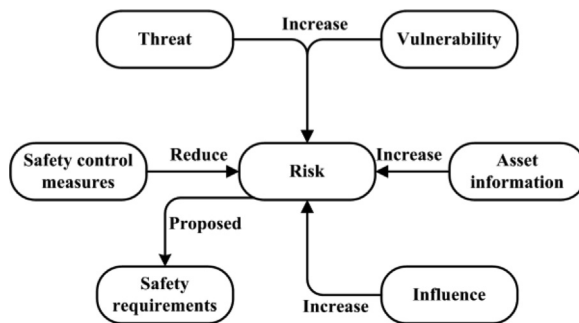 Threat
Increase
Vulnerability
Safety control
measures
Reduce
Risk
Increase
Asset
information
Proposed
Safety
requirements
Increase
Influence